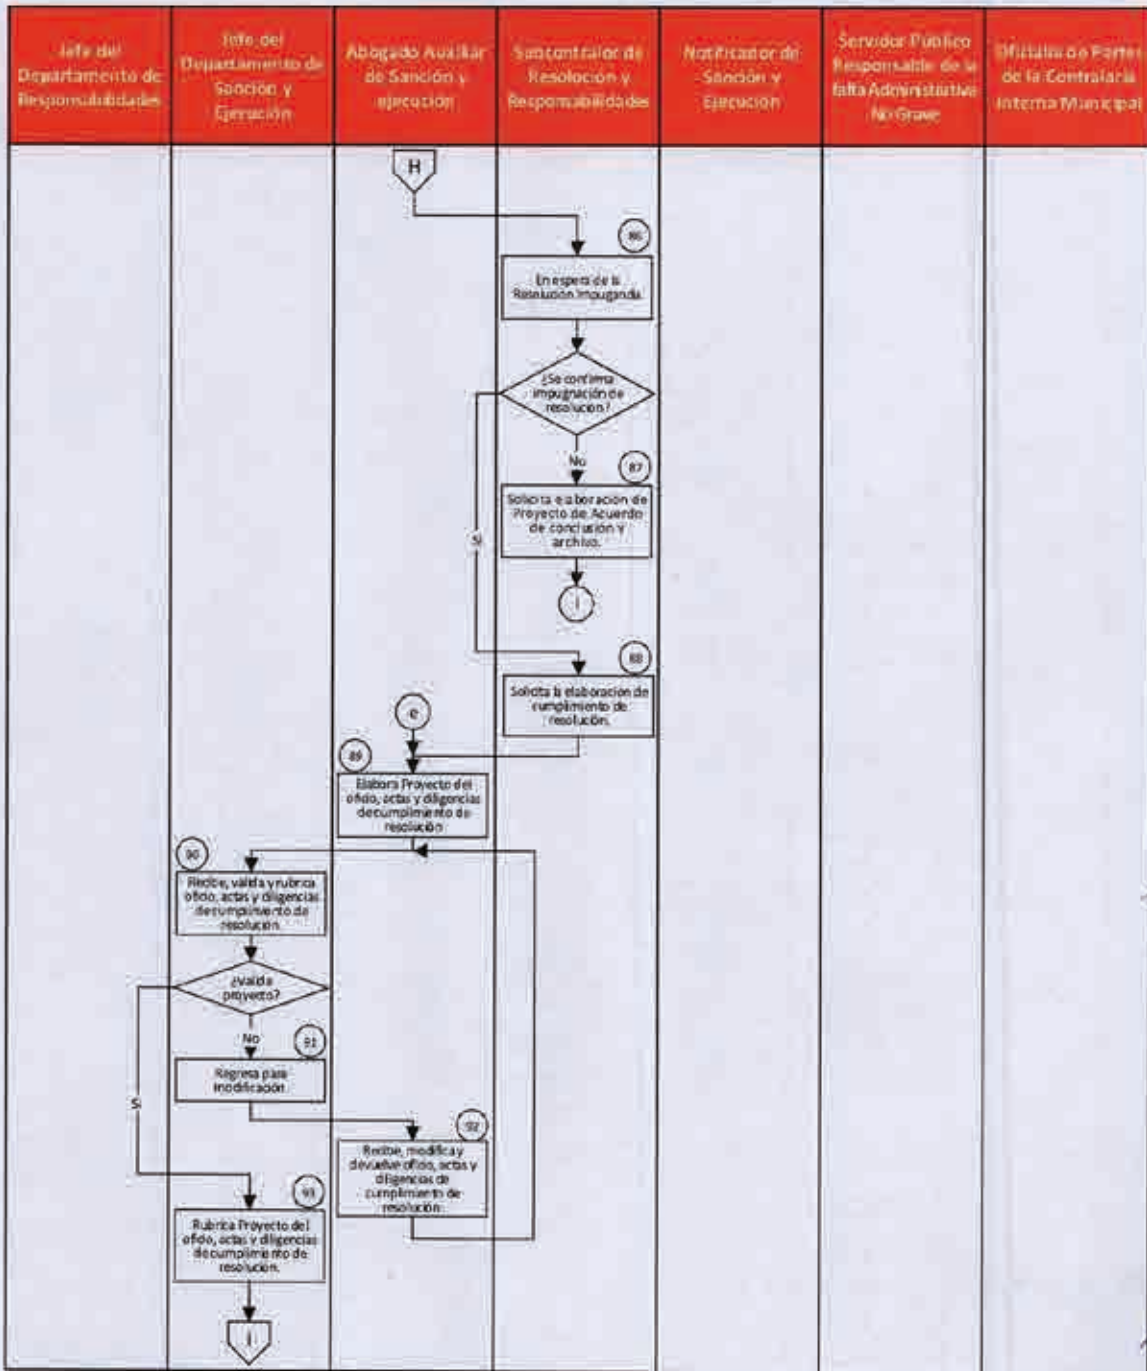 Jefe del
Departamento de
Responsabilidades
Jefe del
Departamento de
Sanción y
Ejecución
Abogado Auxiliar
de Sanción y
ejecución
Subcontralor de
Resolución y
Responsabilidades
Notificador de
Sanción y
Ejecución
Servidor Público
Responsable de la
falta Administrativa
No Grave
Oficialía de Parte
de la Contraloría
Interna Municipal
H
86
En espera de la
Resolución Impuganda.
¿Se confirma
impugnación de
resolución?
No
87
Solicita elaboración de
Proyecto de Acuerdo
de conclusión y
archivo.
Si
i
88
Solicita la elaboración de
cumplimiento de
resolución.
e
89
Elabora Proyecto del
oficio, actas y diligencias
de cumplimiento de
resolución
90
Recibe, valida y rubrica
oficio, actas y diligencias
de cumplimiento de
resolución.
¿Valida
proyecto?
No
91
Regresa para
modificación.
Si
92
Recibe, modifica y
devuelve oficio, actas y
diligencias de
cumplimiento de
resolución.
93
Rubrica Proyecto del
oficio, actas y diligencias
de cumplimiento de
resolución.
I